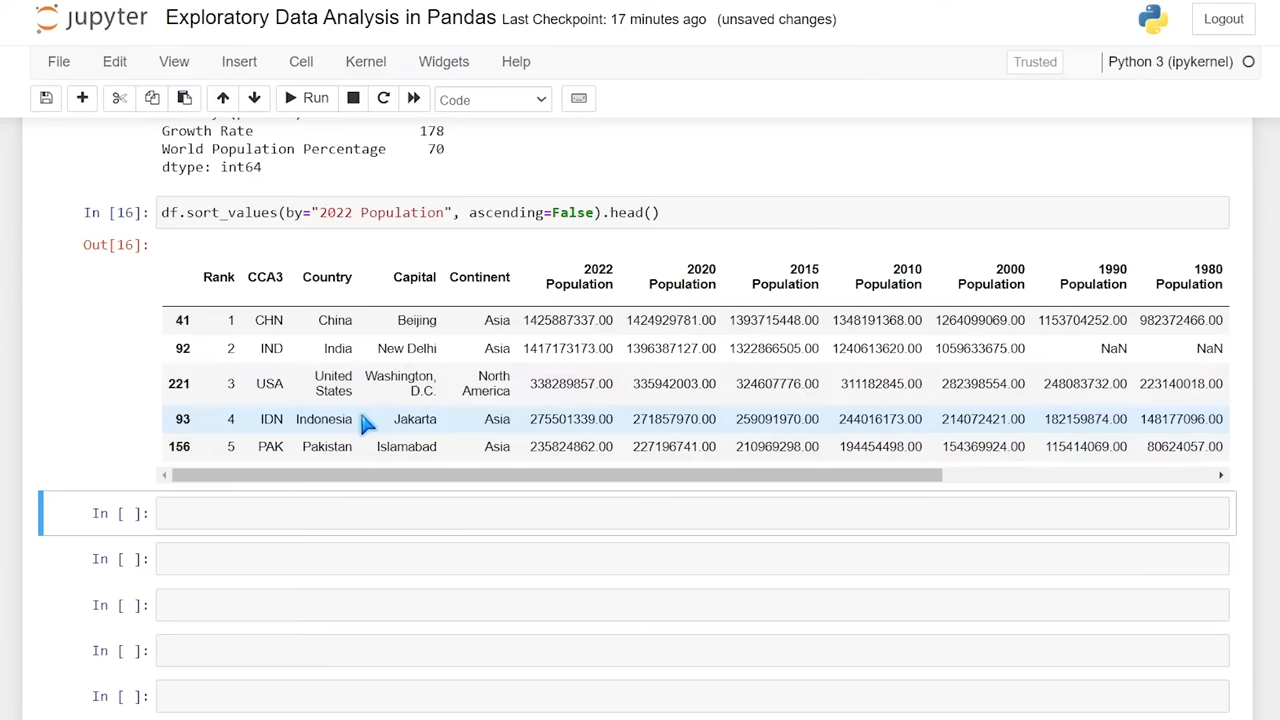 jupyter Exploratory Data Analysis in Pandas Last Checkpoint: 17 minutes ago (unsaved changes) Logout
File Edit View Insert Cell Kernel Widgets Help Trusted Python 3 (ipykernel)
Run Code
Growth Rate 178
World Population Percentage 70
dtype: int64
In [16]: df.sort_values(by="2022 Population", ascending=False).head()
Out[16]:
Rank CCA3 Country Capital Continent 2022 Population 2020 Population 2015 Population 2010 Population 2000 Population 1990 Population 1980 Population
41 1 CHN China Beijing Asia 1425887337.00 1424929781.00 1393715448.00 1348191368.00 1264099069.00 1153704252.00 982372466.00
92 2 IND India New Delhi Asia 1417173173.00 1396387127.00 1322866505.00 1240613620.00 1059633675.00 NaN NaN
221 3 USA United States Washington, D.C. North America 338289857.00 335942003.00 324607776.00 311182845.00 282398554.00 248083732.00 223140018.00
93 4 IDN Indonesia Jakarta Asia 275501339.00 271857970.00 259091970.00 244016173.00 214072421.00 182159874.00 148177096.00
156 5 PAK Pakistan Islamabad Asia 235824862.00 227196741.00 210969298.00 194454498.00 154369924.00 115414069.00 80624057.00
In [ ]:
In [ ]:
In [ ]:
In [ ]:
In [ ]: